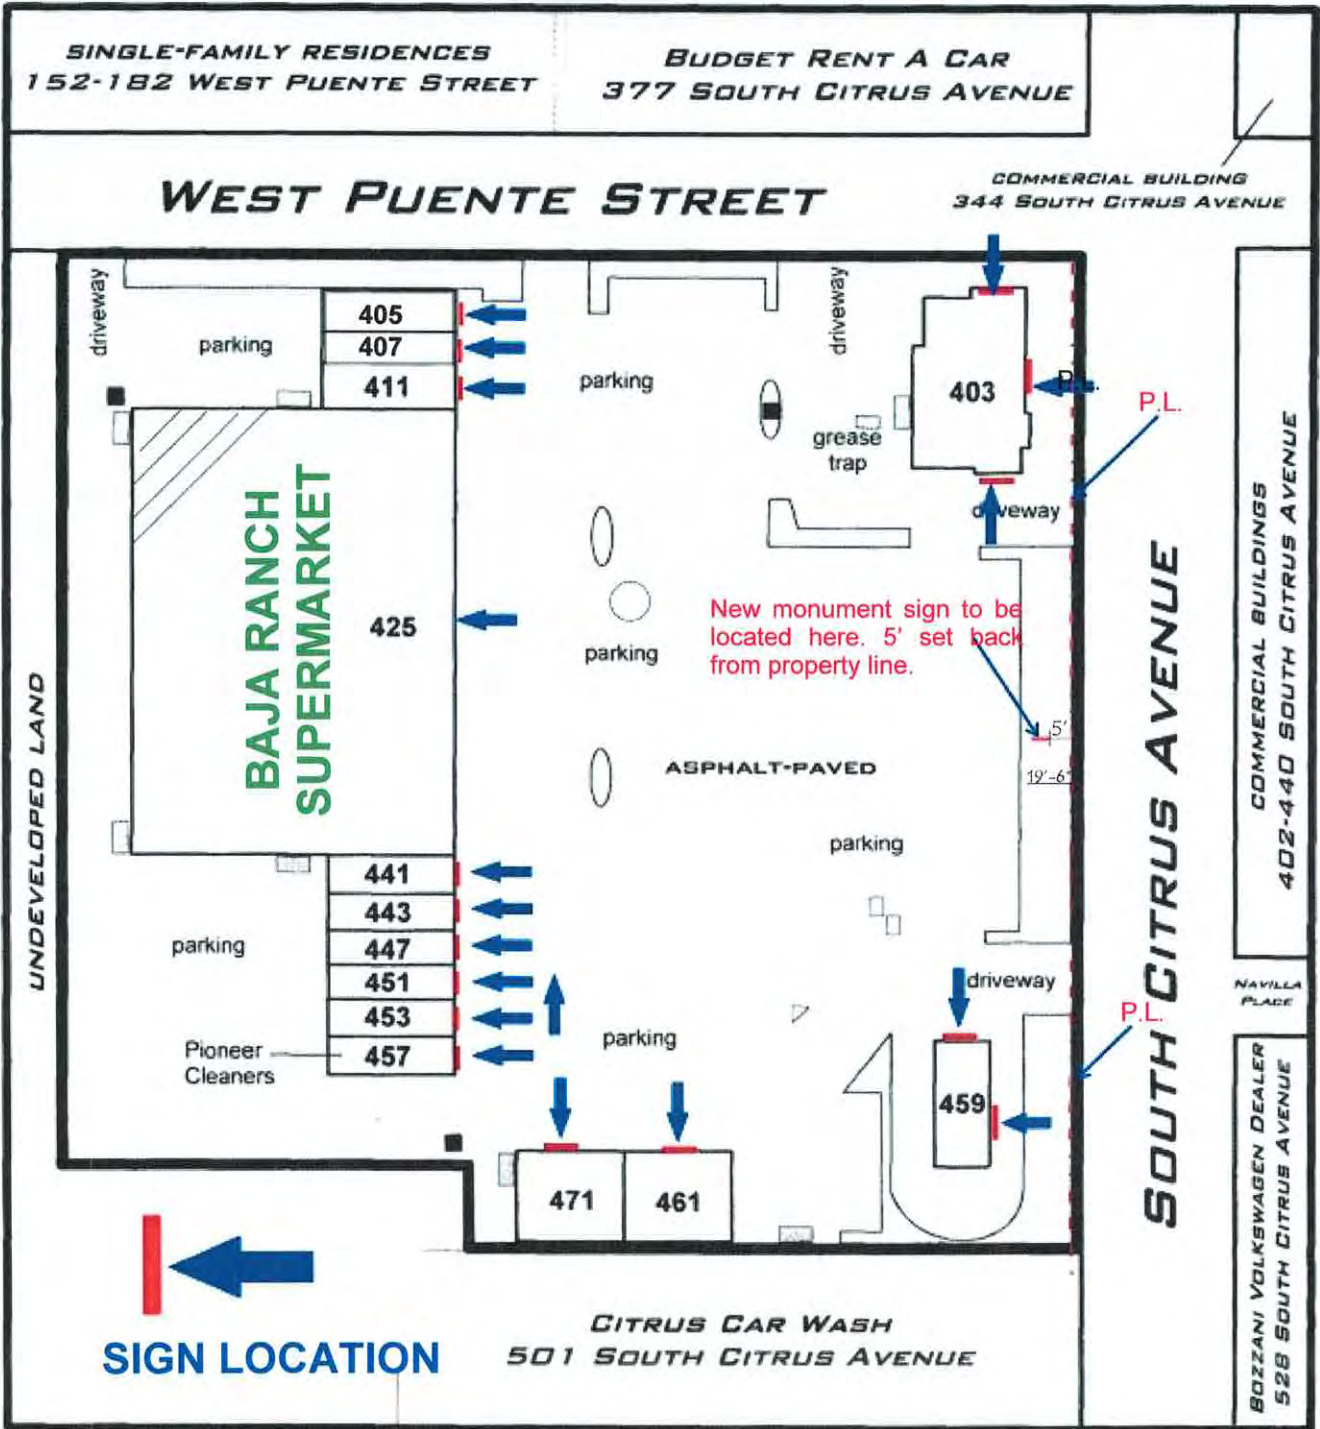 SINGLE-FAMILY RESIDENCES
152-182 WEST PUENTE STREET
BUDGET RENT A CAR
377 SOUTH CITRUS AVENUE
WEST PUENTE STREET
COMMERCIAL BUILDING
344 SOUTH CITRUS AVENUE
driveway
parking
405
407
411
parking
driveway
403
P.L.
P.L.
grease
trap
driveway
BAJA RANCH
SUPERMARKET
425
parking
New monument sign to be
located here. 5' set back
from property line.
5'
19'-6"
ASPHALT-PAVED
parking
UNDEVELOPED LAND
SOUTH CITRUS AVENUE
COMMERCIAL BUILDINGS
402-440 SOUTH CITRUS AVENUE
441
443
447
451
453
457
parking
Pioneer
Cleaners
parking
driveway
NAVILLA
PLACE
P.L.
459
471
461
BOZZANI VOLKSWAGEN DEALER
528 SOUTH CITRUS AVENUE
SIGN LOCATION
CITRUS CAR WASH
501 SOUTH CITRUS AVENUE